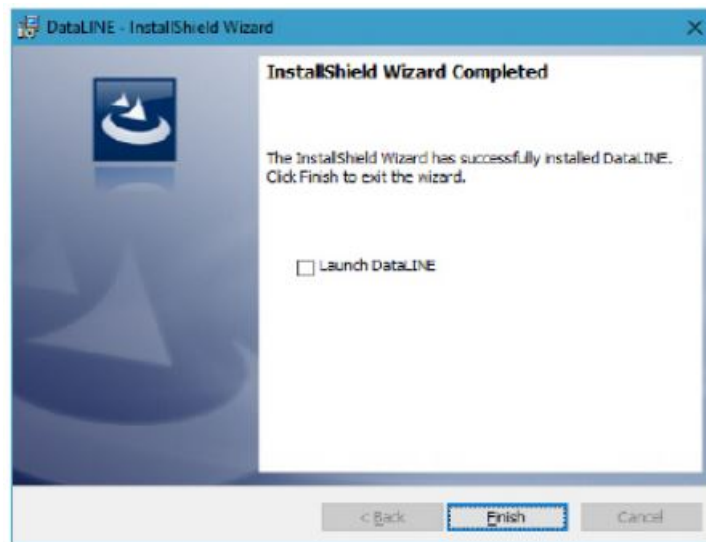 DataLINE - InstallShield Wizard
InstallShield Wizard Completed
The InstallShield Wizard has successfully installed DataLINE.
Click Finish to exit the wizard.
Launch DataLINE
< Back
Finish
Cancel